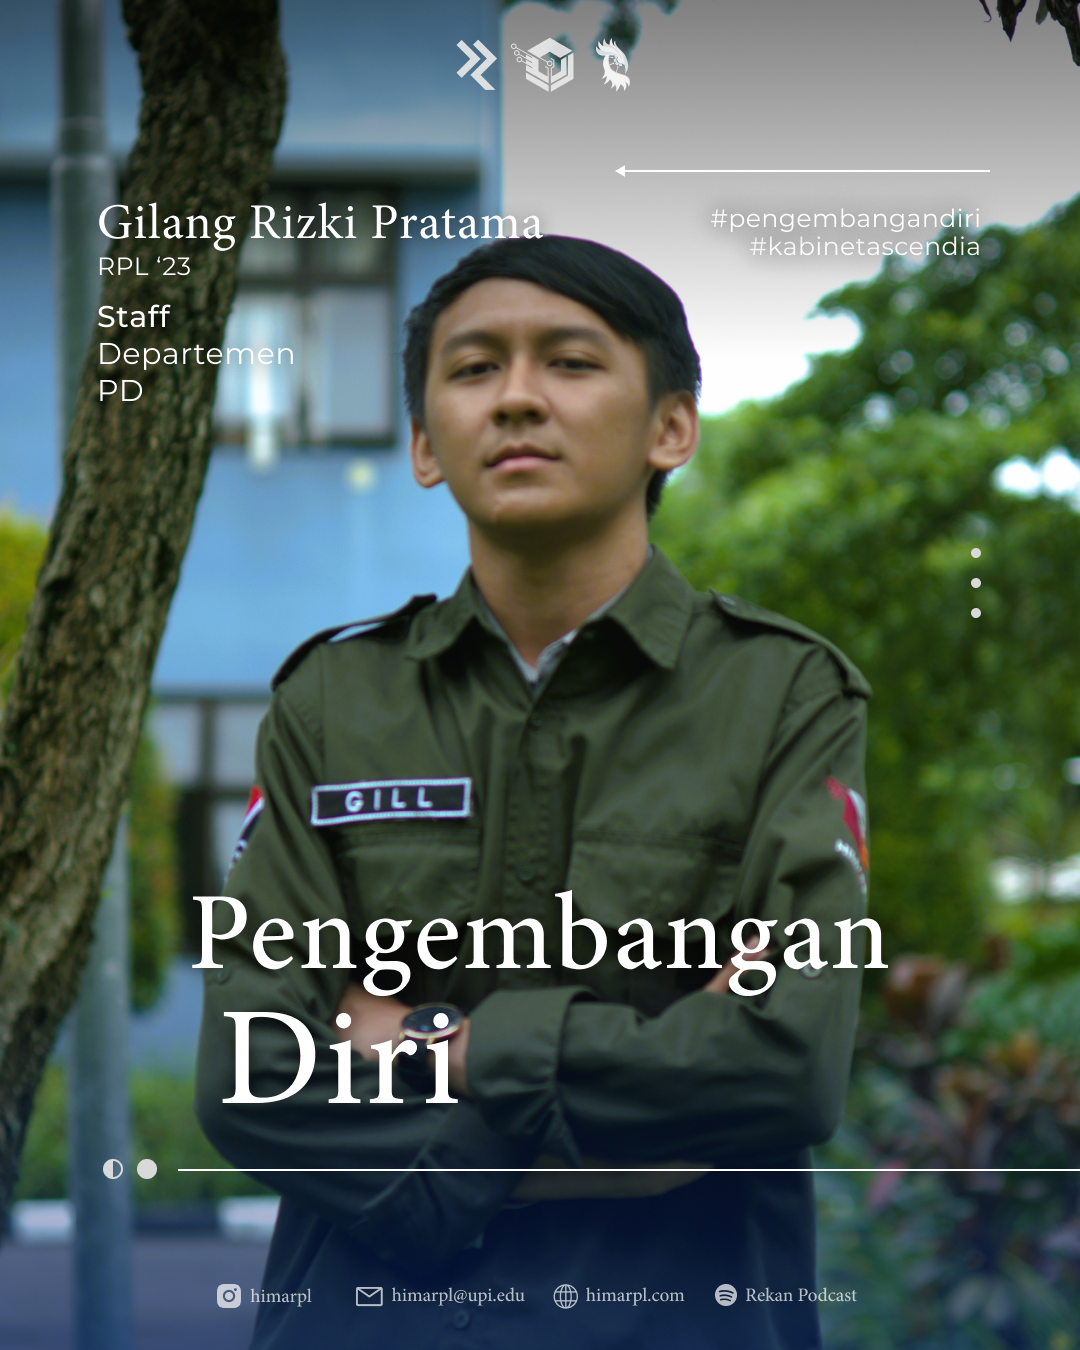 Gilang Rizki Pratama
RPL ‘23
Staff
Departemen
PD
#pengembangandiri
#kabinetascendia
GILL
Pengembangan
Diri
himarpl
himarpl@upi.edu
himarpl.com
Rekan Podcast